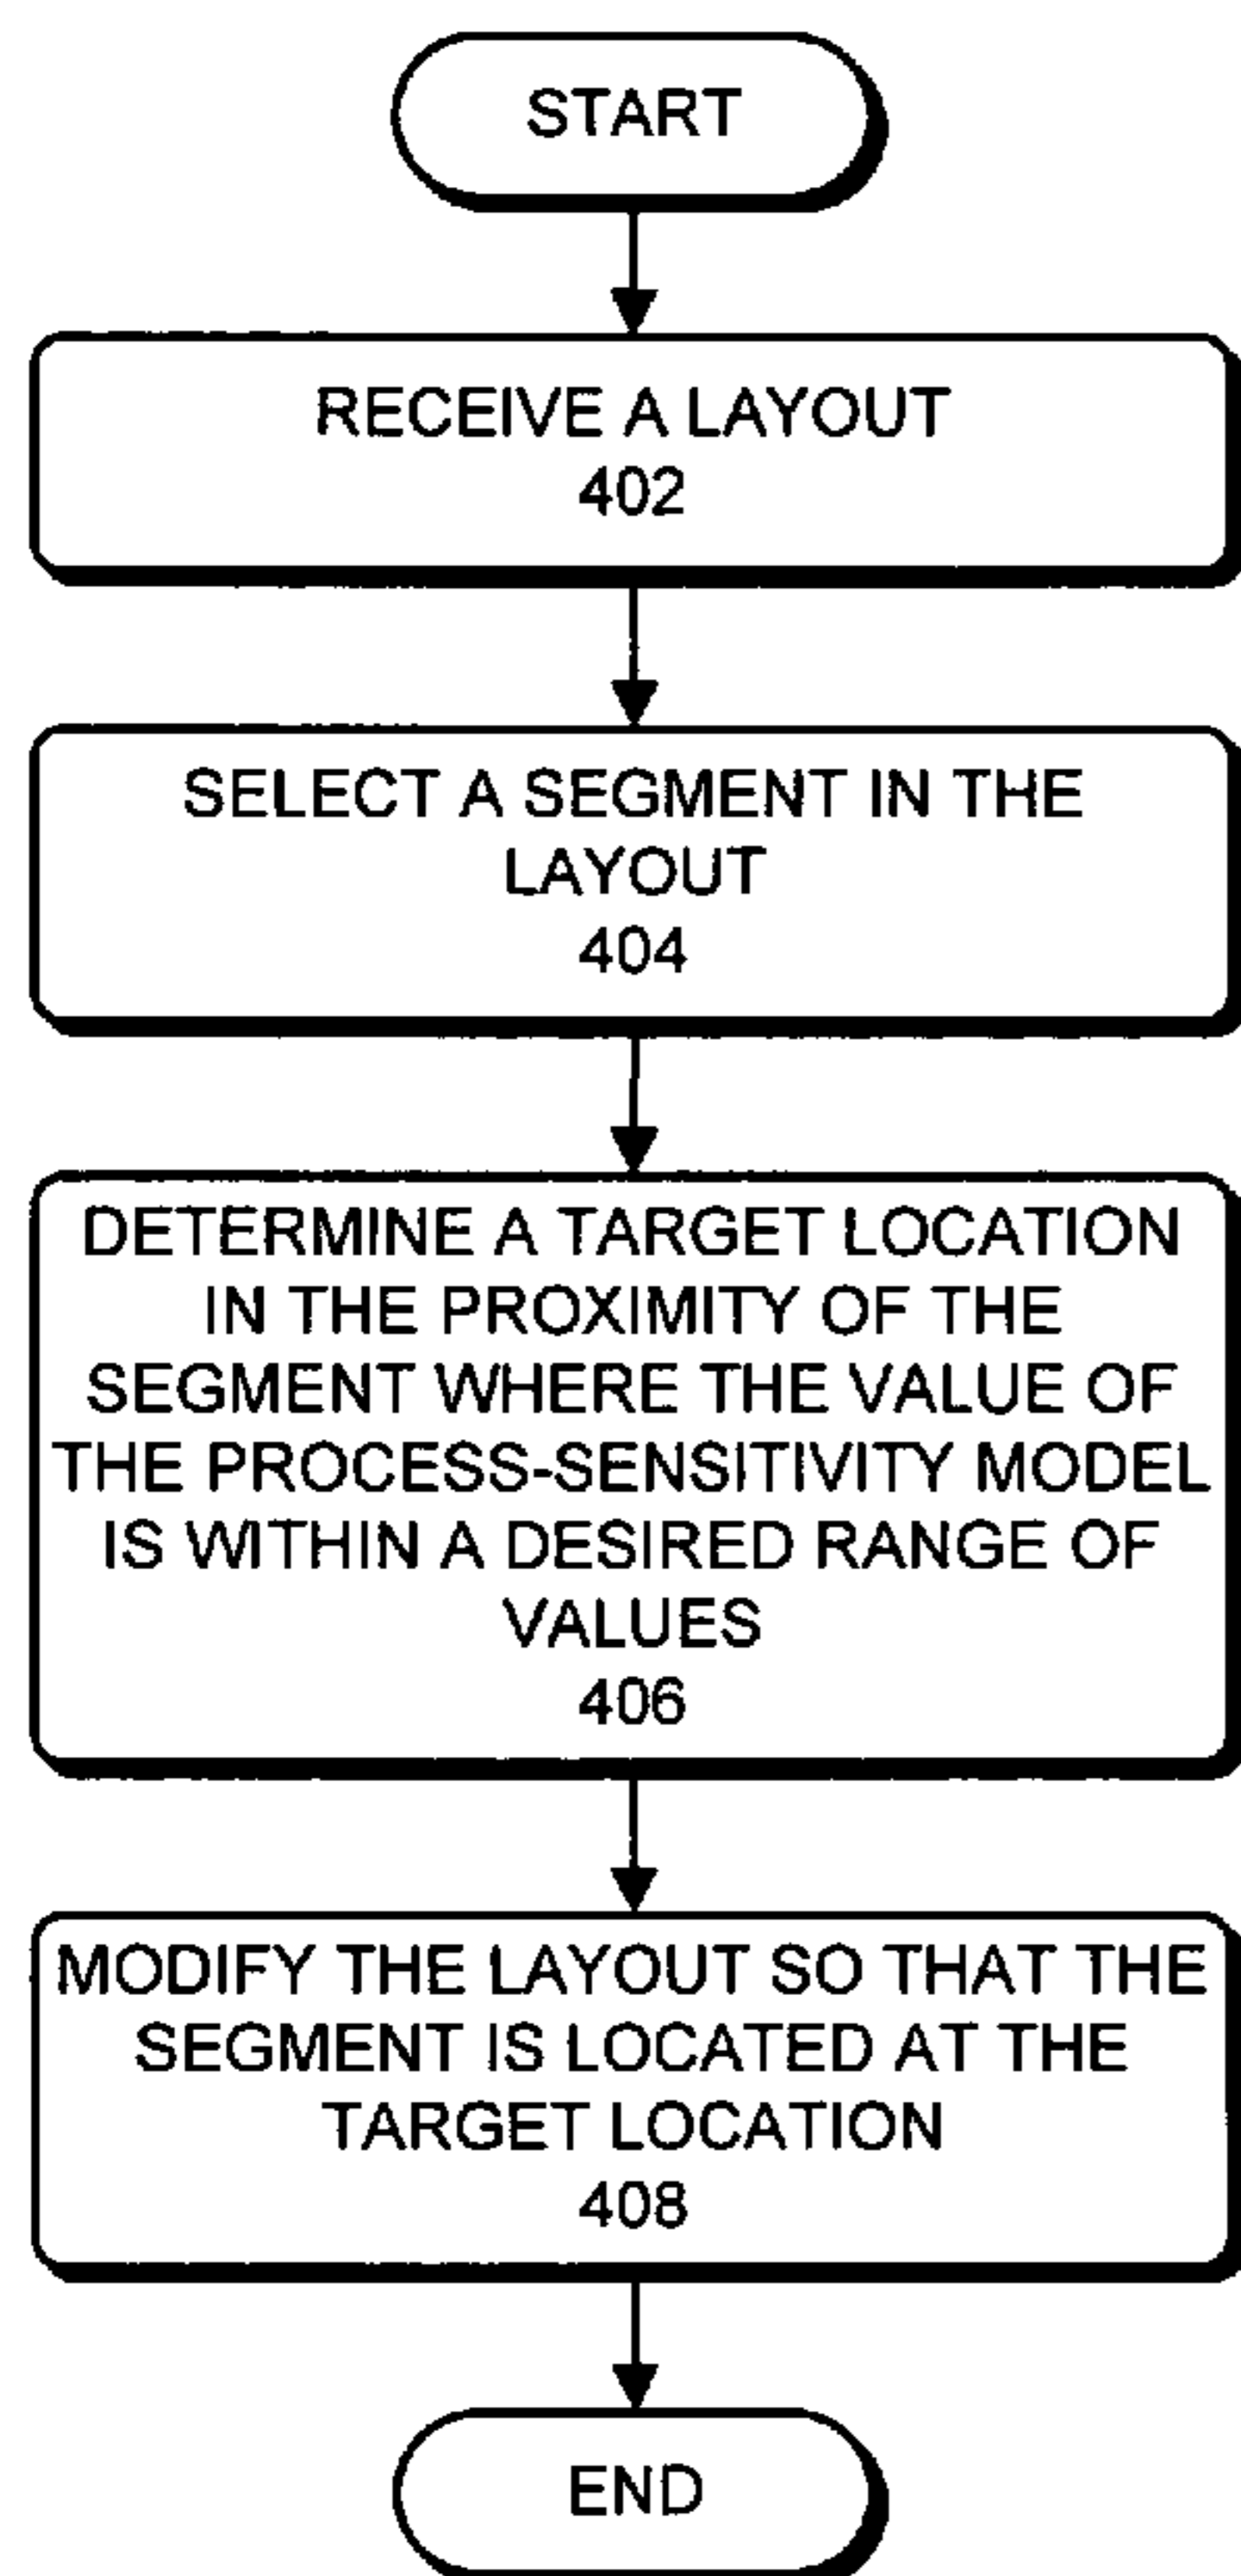 START
RECEIVE A LAYOUT
402
SELECT A SEGMENT IN THE
LAYOUT
404
DETERMINE A TARGET LOCATION
IN THE PROXIMITY OF THE
SEGMENT WHERE THE VALUE OF
THE PROCESS-SENSITIVITY MODEL
IS WITHIN A DESIRED RANGE OF
VALUES
406
MODIFY THE LAYOUT SO THAT THE
SEGMENT IS LOCATED AT THE
TARGET LOCATION
408
END